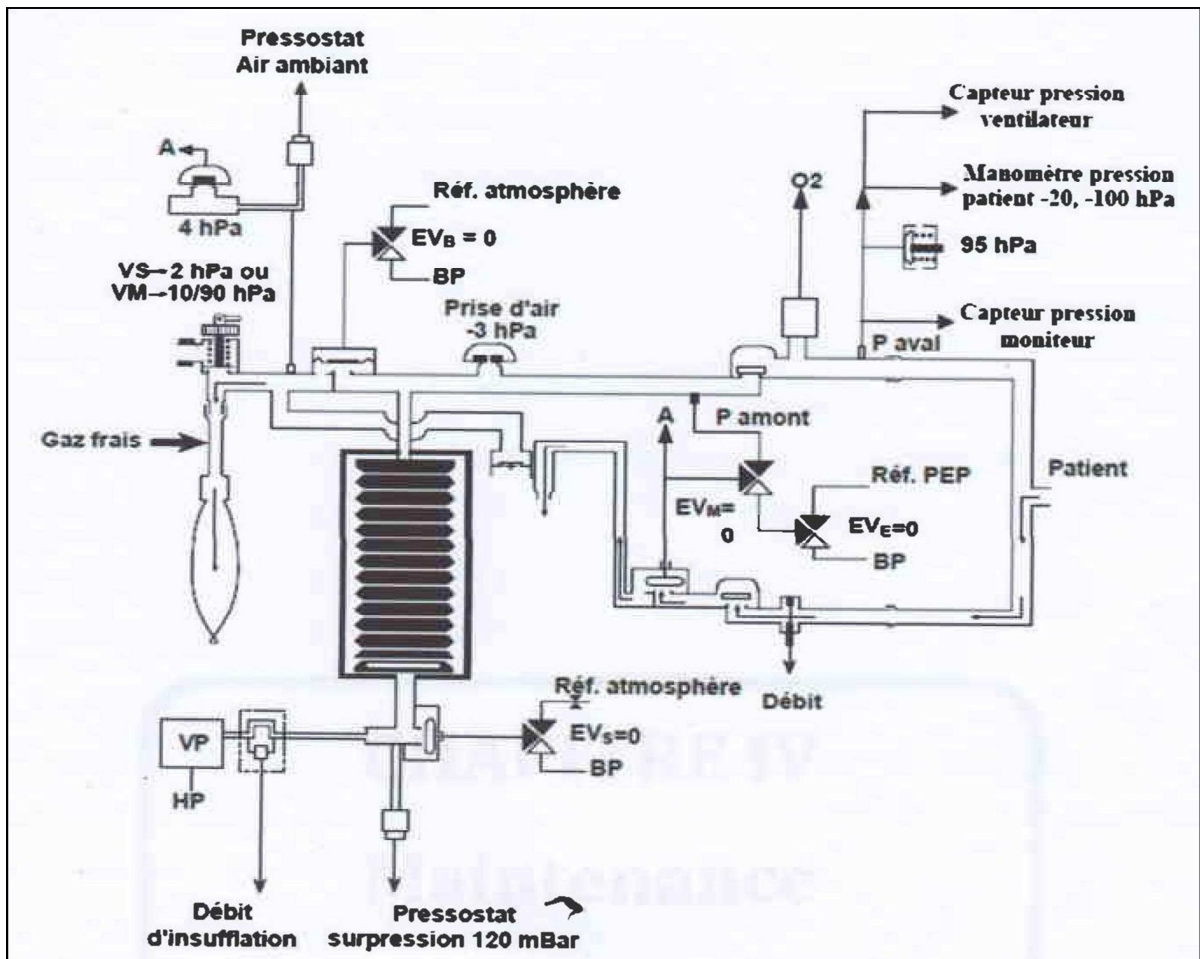 Pressostat
Air ambiant
A
4 hPa
Réf. atmosphère
EVB = 0
BP
VS–2 hPa ou
VM–10/90 hPa
Prise d'air
-3 hPa
O2
Capteur pression
ventilateur
Manomètre pression
patient -20, -100 hPa
95 hPa
Capteur pression
moniteur
P aval
Gaz frais
A
P amont
Réf. PEP
Patient
EVM=
0
EVE=0
BP
Réf. atmosphère
Débit
VP
EVS=0
BP
HP
Débit
d'insufflation
Pressostat
surpression 120 mBar
CHAPITRE IV
Maintenance